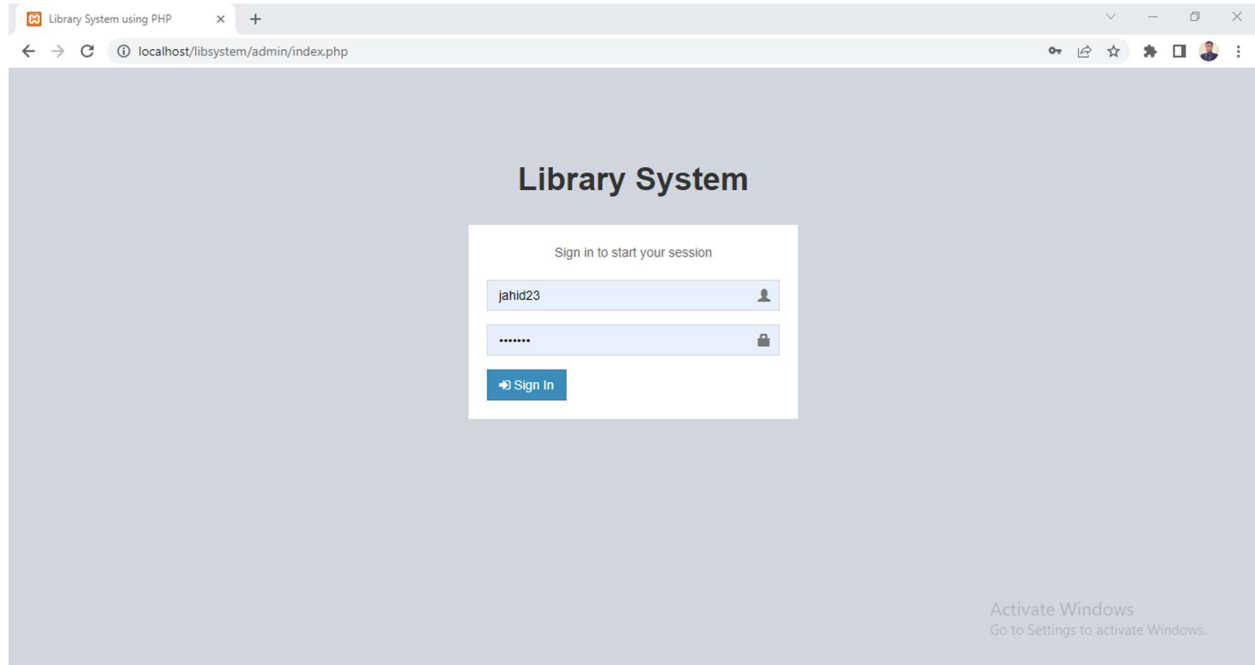 Library System using PHP
localhost/libsystem/admin/index.php
Library System
Sign in to start your session
jahid23
•••••••
Sign In
Activate Windows
Go to Settings to activate Windows.